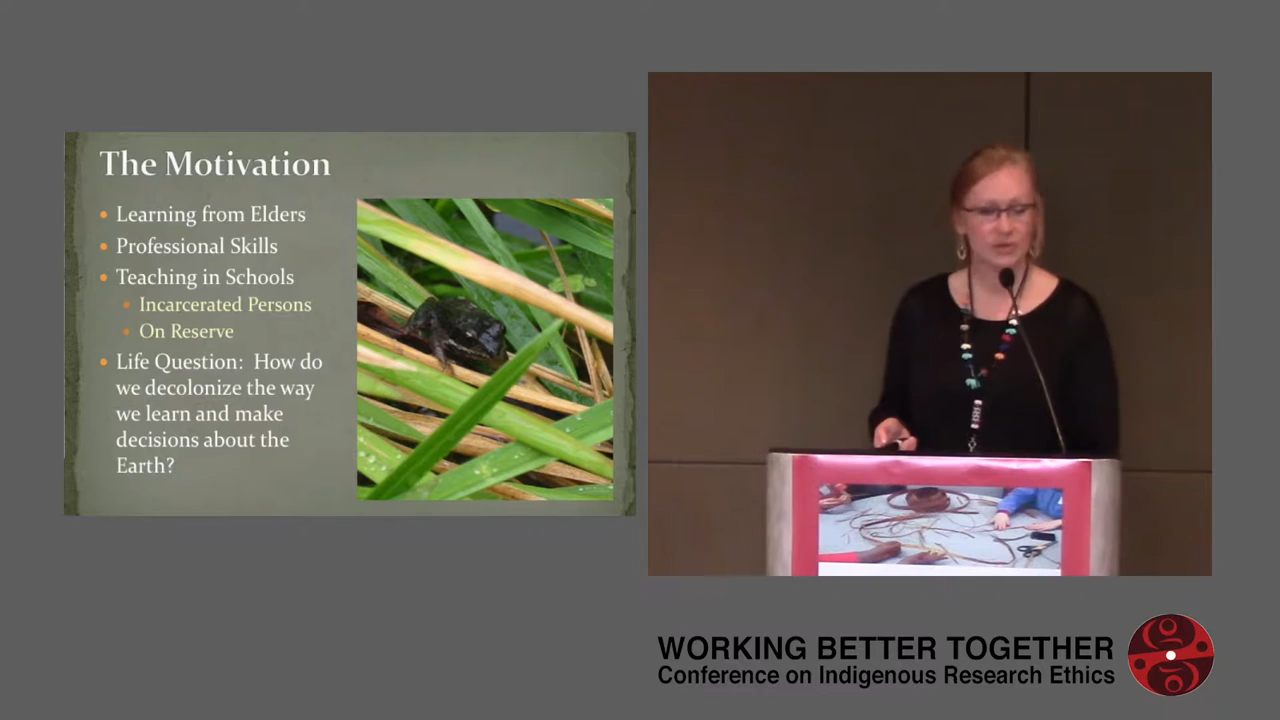 The Motivation
Learning from Elders
Professional Skills
Teaching in Schools
Incarcerated Persons
On Reserve
Life Question: How do
we decolonize the way
we learn and make
decisions about the
Earth?
WORKING BETTER TOGETHER
Conference on Indigenous Research Ethics